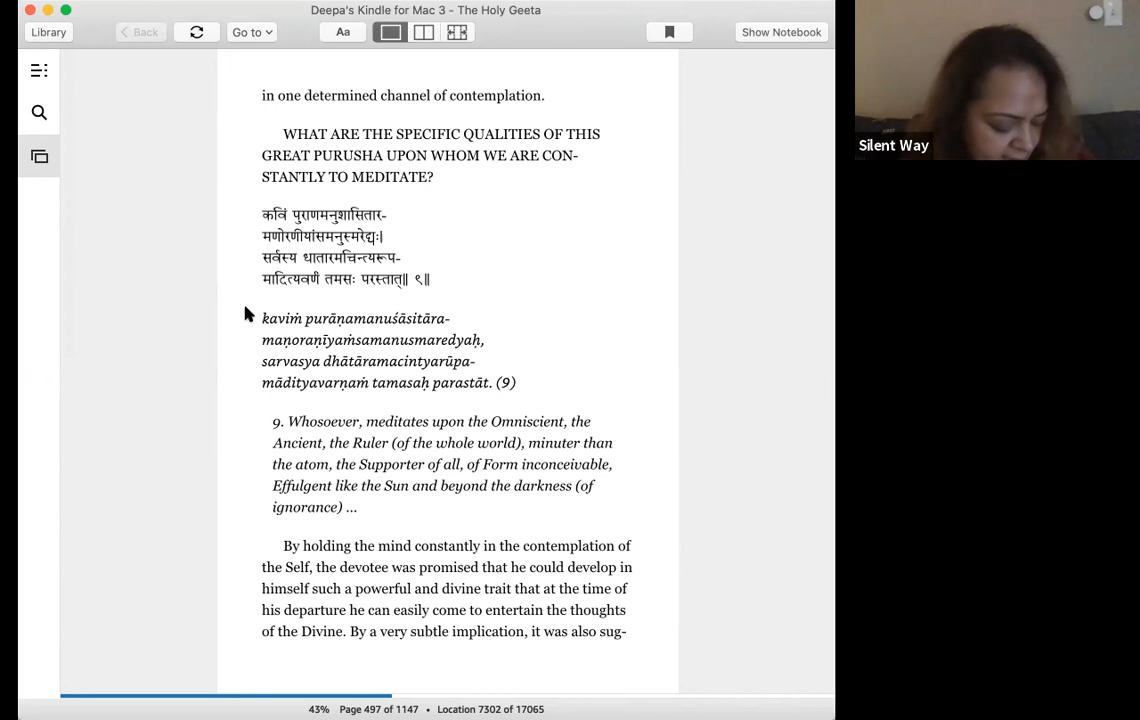 Deepa's Kindle for Mac 3 - The Holy Geeta
Library
Back
Go to
Aa
Show Notebook
Silent Way
in one determined channel of contemplation.
WHAT ARE THE SPECIFIC QUALITIES OF THIS
GREAT PURUSHA UPON WHOM WE ARE CON-
STANTLY TO MEDITATE?
कविं पुराणमनुशासितार-
मणोरणीयांसमनुस्मरेद्यः।
सर्वस्य धातारमचिन्त्यरूप-
मादित्यवर्णं तमसः परस्तात्॥ ९॥
kaviṁ purāṇamanuśāsitāra-
maṇoraṇīyaṁsamanusmaredyaḥ,
sarvasya dhātāramacintyarūpa-
mādityavarṇaṁ tamasaḥ parastāt. (9)
9. Whosoever, meditates upon the Omniscient, the
Ancient, the Ruler (of the whole world), minuter than
the atom, the Supporter of all, of Form inconceivable,
Effulgent like the Sun and beyond the darkness (of
ignorance) ...
By holding the mind constantly in the contemplation of
the Self, the devotee was promised that he could develop in
himself such a powerful and divine trait that at the time of
his departure he can easily come to entertain the thoughts
of the Divine. By a very subtle implication, it was also sug-
43% Page 497 of 1147 • Location 7302 of 17065